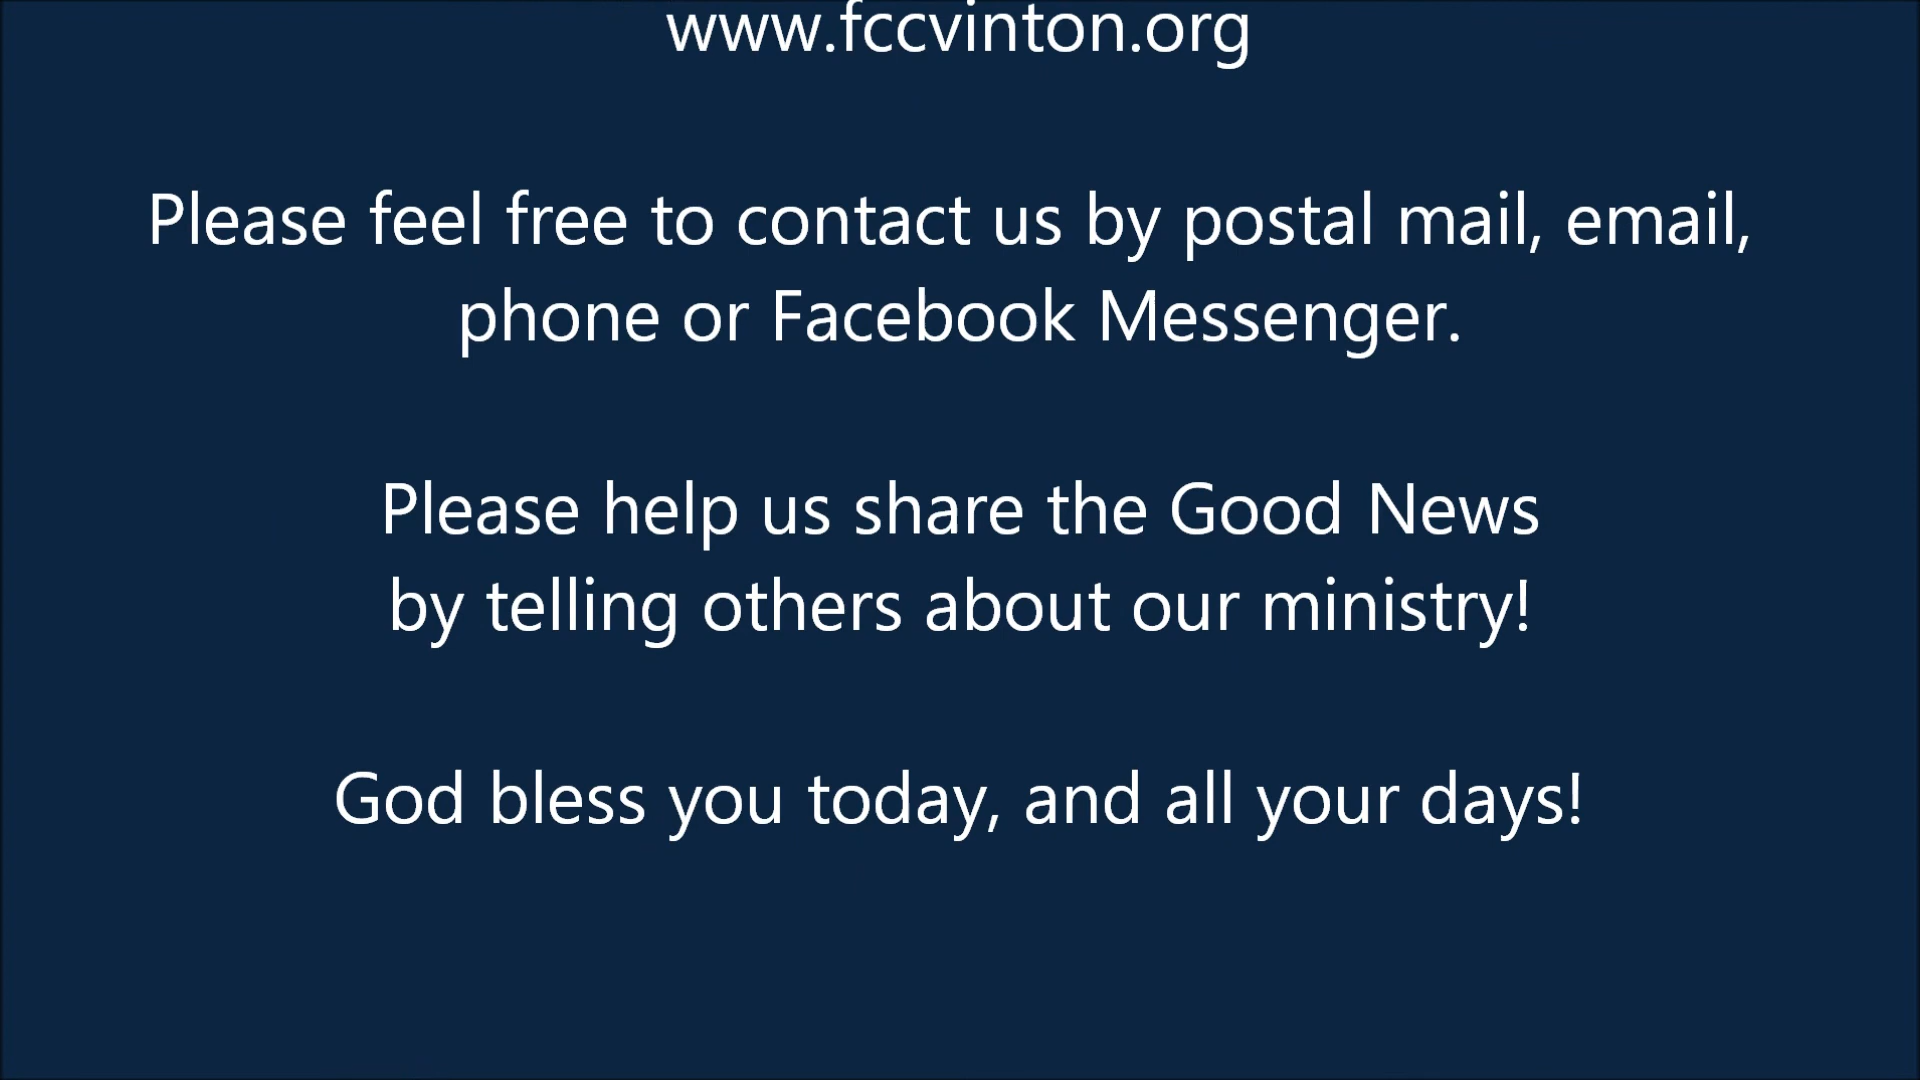 www.fccvinton.org
Please feel free to contact us by postal mail, email,
phone or Facebook Messenger.
Please help us share the Good News
by telling others about our ministry!
God bless you today, and all your days!